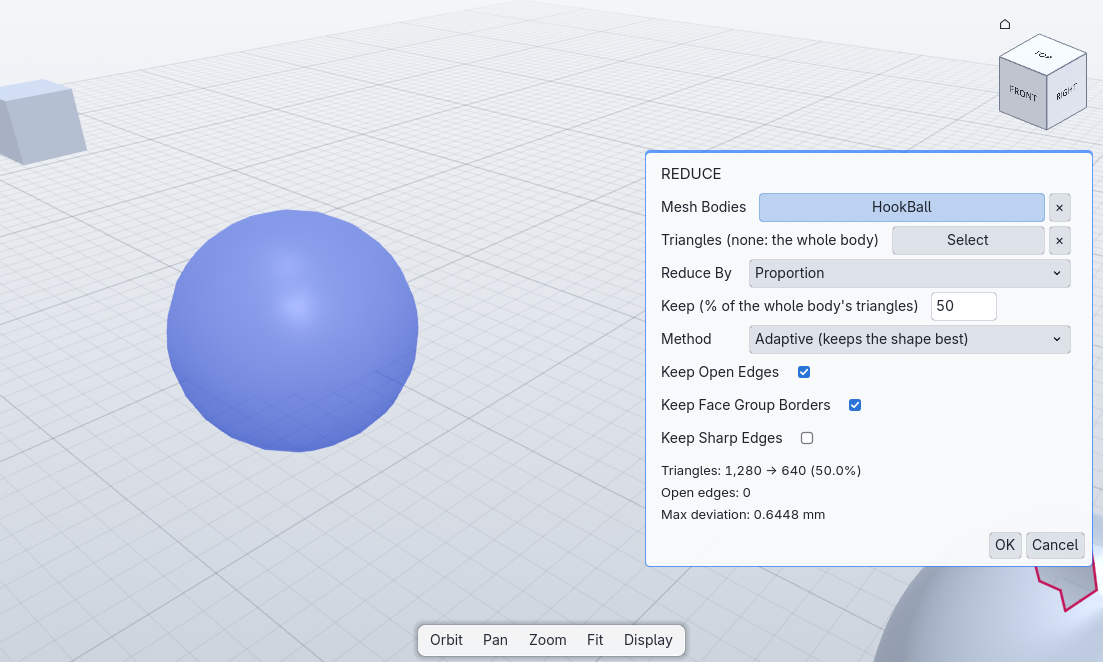 FRONT
RIGHT
REDUCE
Mesh Bodies HookBall ×
Triangles (none: the whole body) Select ×
Reduce By Proportion
Keep (% of the whole body's triangles) 50
Method Adaptive (keeps the shape best)
Keep Open Edges
Keep Face Group Borders
Keep Sharp Edges
Triangles: 1,280 → 640 (50.0%)
Open edges: 0
Max deviation: 0.6448 mm
OK Cancel
Orbit Pan Zoom Fit Display